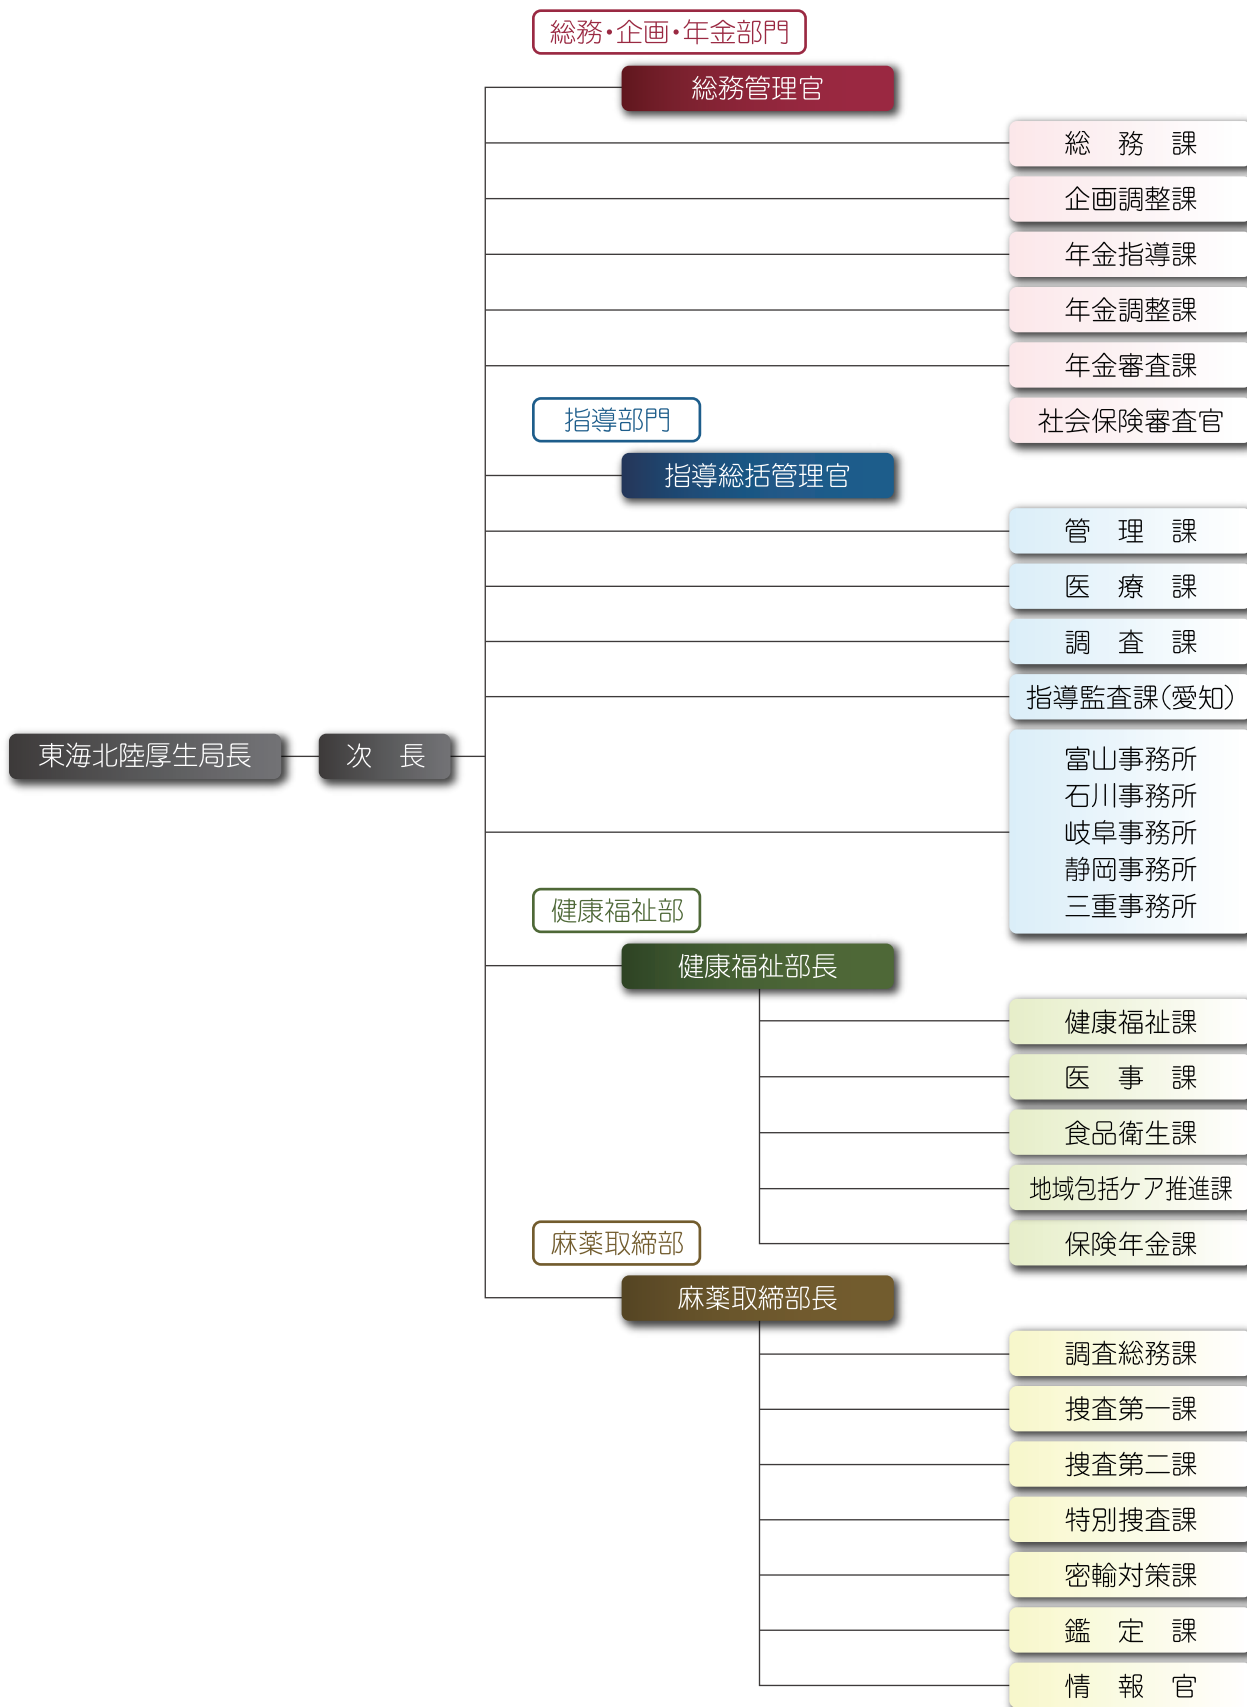 総務・企画・年金部門
総務管理官
総　務　課
企画調整課
年金指導課
年金調整課
年金審査課
社会保険審査官
指導部門
指導総括管理官
管　理　課
医　療　課
調　査　課
指導監査課(愛知)
東海北陸厚生局長
次　長
富山事務所
石川事務所
岐阜事務所
静岡事務所
三重事務所
健康福祉部
健康福祉部長
健康福祉課
医　事　課
食品衛生課
地域包括ケア推進課
保険年金課
麻薬取締部
麻薬取締部長
調査総務課
捜査第一課
捜査第二課
特別捜査課
密輸対策課
鑑　定　課
情　報　官